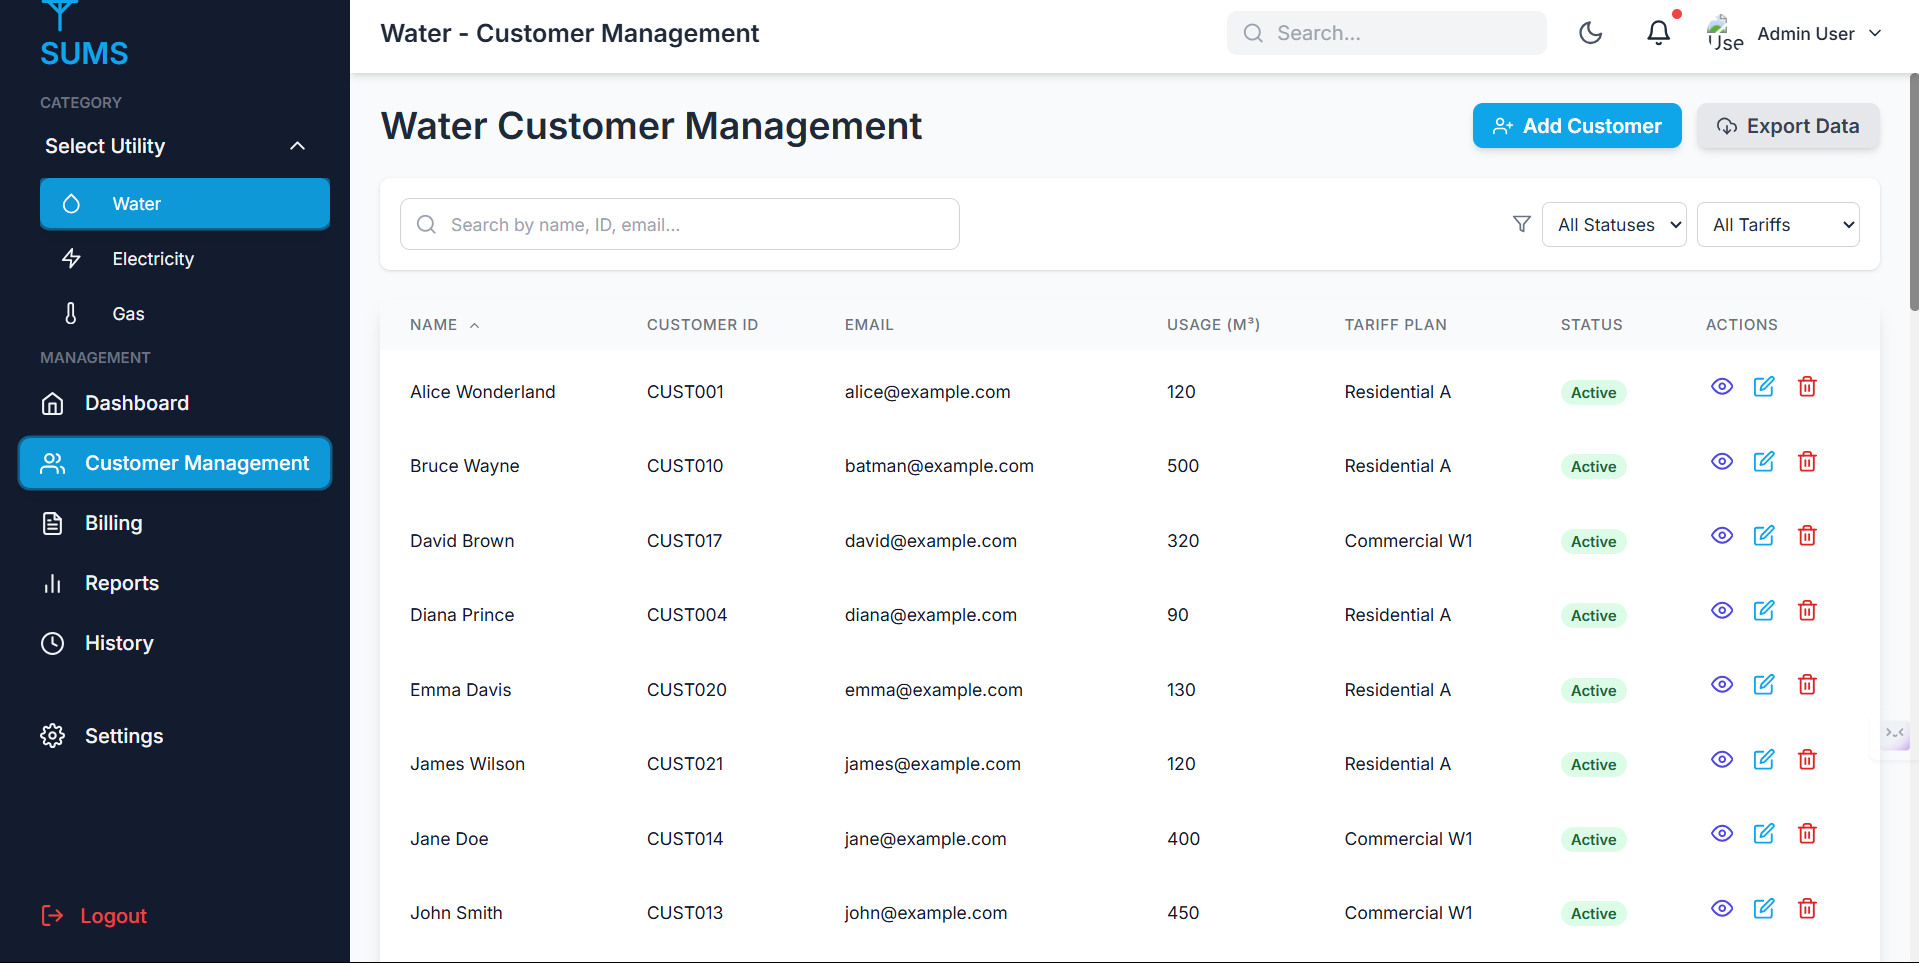 SUMS
CATEGORY
Select Utility
Water
Electricity
Gas
MANAGEMENT
Dashboard
Customer Management
Billing
Reports
History
Settings
Logout
Water - Customer Management
Search...
Use
Admin User
Water Customer Management
Add Customer
Export Data
Search by name, ID, email...
All Statuses
All Tariffs
NAME CUSTOMER ID EMAIL USAGE (M³) TARIFF PLAN STATUS ACTIONS
Alice Wonderland CUST001 alice@example.com 120 Residential A Active
Bruce Wayne CUST010 batman@example.com 500 Residential A Active
David Brown CUST017 david@example.com 320 Commercial W1 Active
Diana Prince CUST004 diana@example.com 90 Residential A Active
Emma Davis CUST020 emma@example.com 130 Residential A Active
James Wilson CUST021 james@example.com 120 Residential A Active
Jane Doe CUST014 jane@example.com 400 Commercial W1 Active
John Smith CUST013 john@example.com 450 Commercial W1 Active